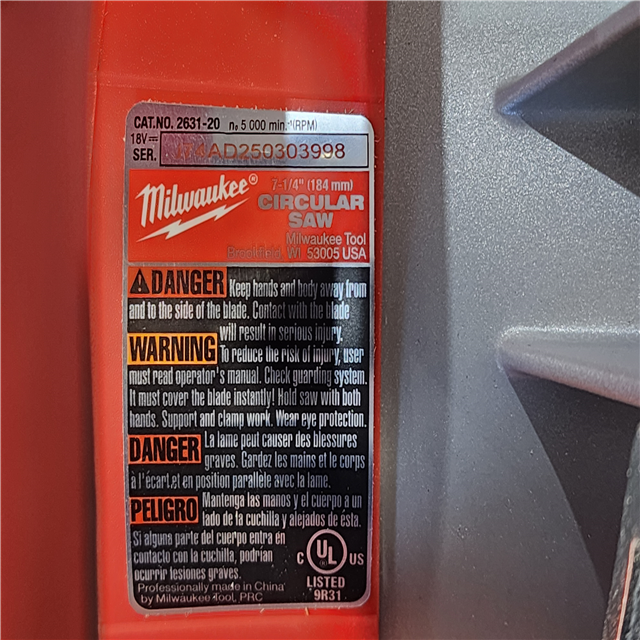 CAT.NO. 2631-20 n₀ 5 000 min.⁻¹(RPM)
18V⎓
SER. AD250303998
Milwaukee®
7-1/4" (184 mm)
CIRCULAR
SAW
Milwaukee Tool
Brookfield, WI 53005 USA
⚠DANGER Keep hands and body away from
and to the side of the blade. Contact with the blade
will result in serious injury.
WARNING To reduce the risk of injury, user
must read operator's manual. Check guarding system.
It must cover the blade instantly! Hold saw with both
hands. Support and clamp work. Wear eye protection.
DANGER La lame peut causer des blessures
graves. Gardez les mains et le corps
à l'écart et en position parallele avec la lame.
PELIGRO Mantenga las manos y el cuerpo a un
lado de la cuchilla y alejados de ésta.
Si alguna parte del cuerpo entra en
contacto con la cuchilla, podrían
ocurrir lesiones graves.
C UL US
LISTED
9R31
Professionally made in China
by Milwaukee Tool, PRC